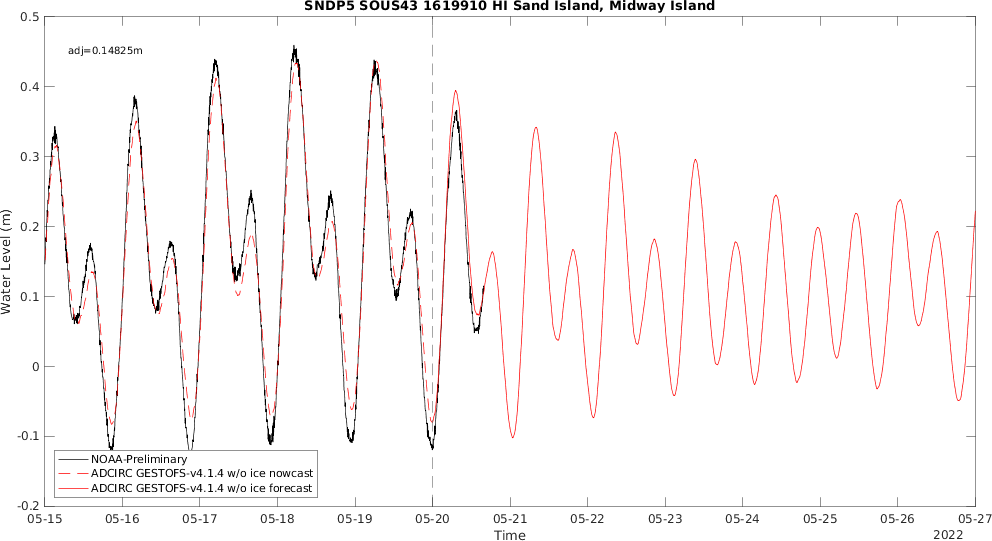 SNDP5 SOUS43 1619910 HI Sand Island, Midway Island
adj=0.14825m
0.5
0.4
0.3
0.2
0.1
0
-0.1
-0.2
Water Level (m)
NOAA-Preliminary
ADCIRC GESTOFS-v4.1.4 w/o ice nowcast
ADCIRC GESTOFS-v4.1.4 w/o ice forecast
05-15 05-16 05-17 05-18 05-19 05-20 05-21 05-22 05-23 05-24 05-25 05-26 05-27
Time
2022